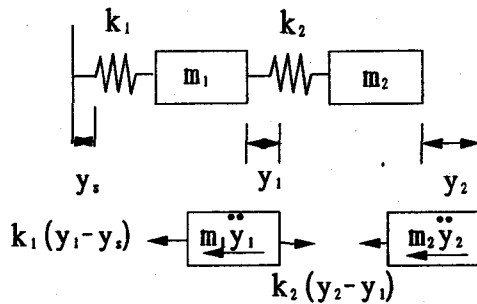 k₁ k₂
m₁ m₂
yₛ y₁ y₂
m₁ÿ₁ m₂ÿ₂
k₁(y₁-yₛ)
k₂(y₂-y₁)